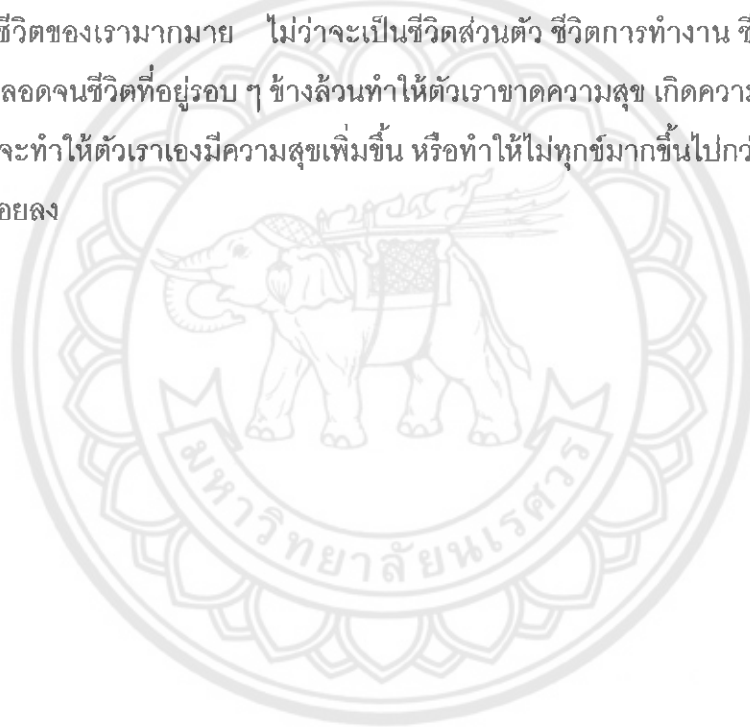 ชีวิตของเรามากมาย ไม่ว่าจะเป็นชีวิตส่วนตัว ชีวิตการทำงาน ชี
ลอดจนชีวิตที่อยู่รอบ ๆ ข้างล้วนทำให้ตัวเราขาดความสุข เกิดควา
จะทำให้ตัวเราเองมีความสุขเพิ่มขึ้น หรือทำให้ไม่ทุกข์มากขึ้นไปกว่
อยลง
มหาวิทยาลัยนเรศวร